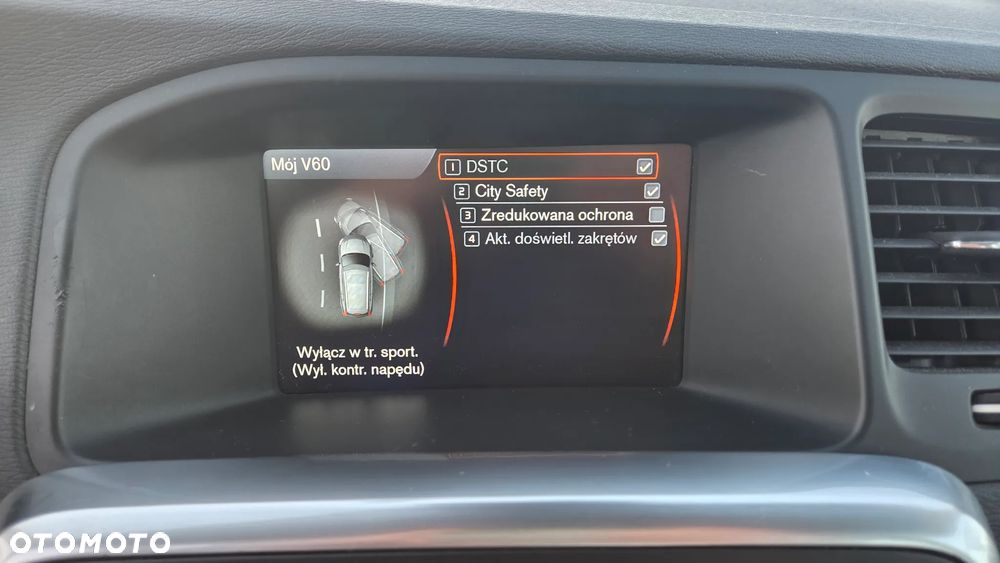 Mój V60
1 DSTC
2 City Safety
3 Zredukowana ochrona
4 Akt. doświetl. zakrętów
Wyłącz w tr. sport.
(Wył. kontr. napędu)
OTOMOTO